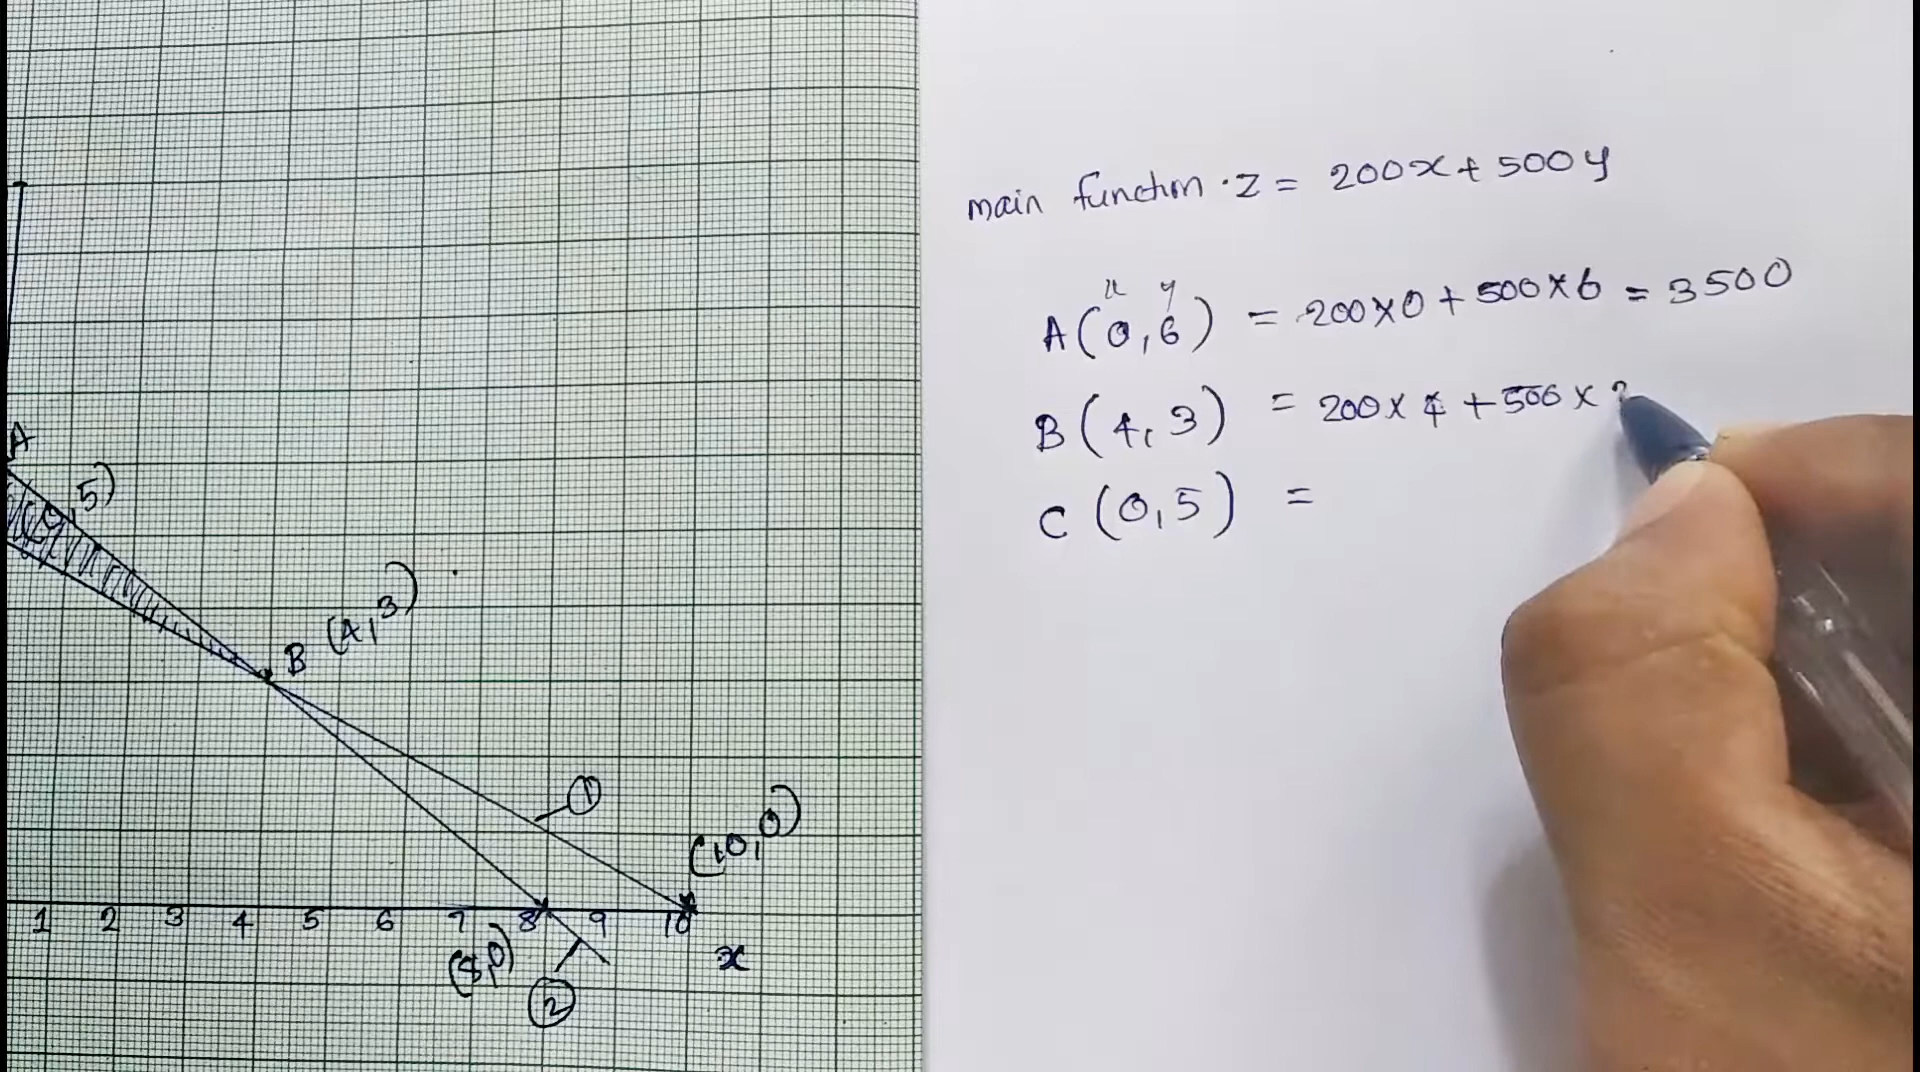 main function . Z = 200x + 500y
x y
A(0,6) = 200×0 + 500×6 = 3500
B(4,3) = 200×4 + 500×
C(0,5) =
A
,5)
B (4,3)
①
(10,0)
1 2 3 4 5 6 7 8 9 10
(8,0)
x
②